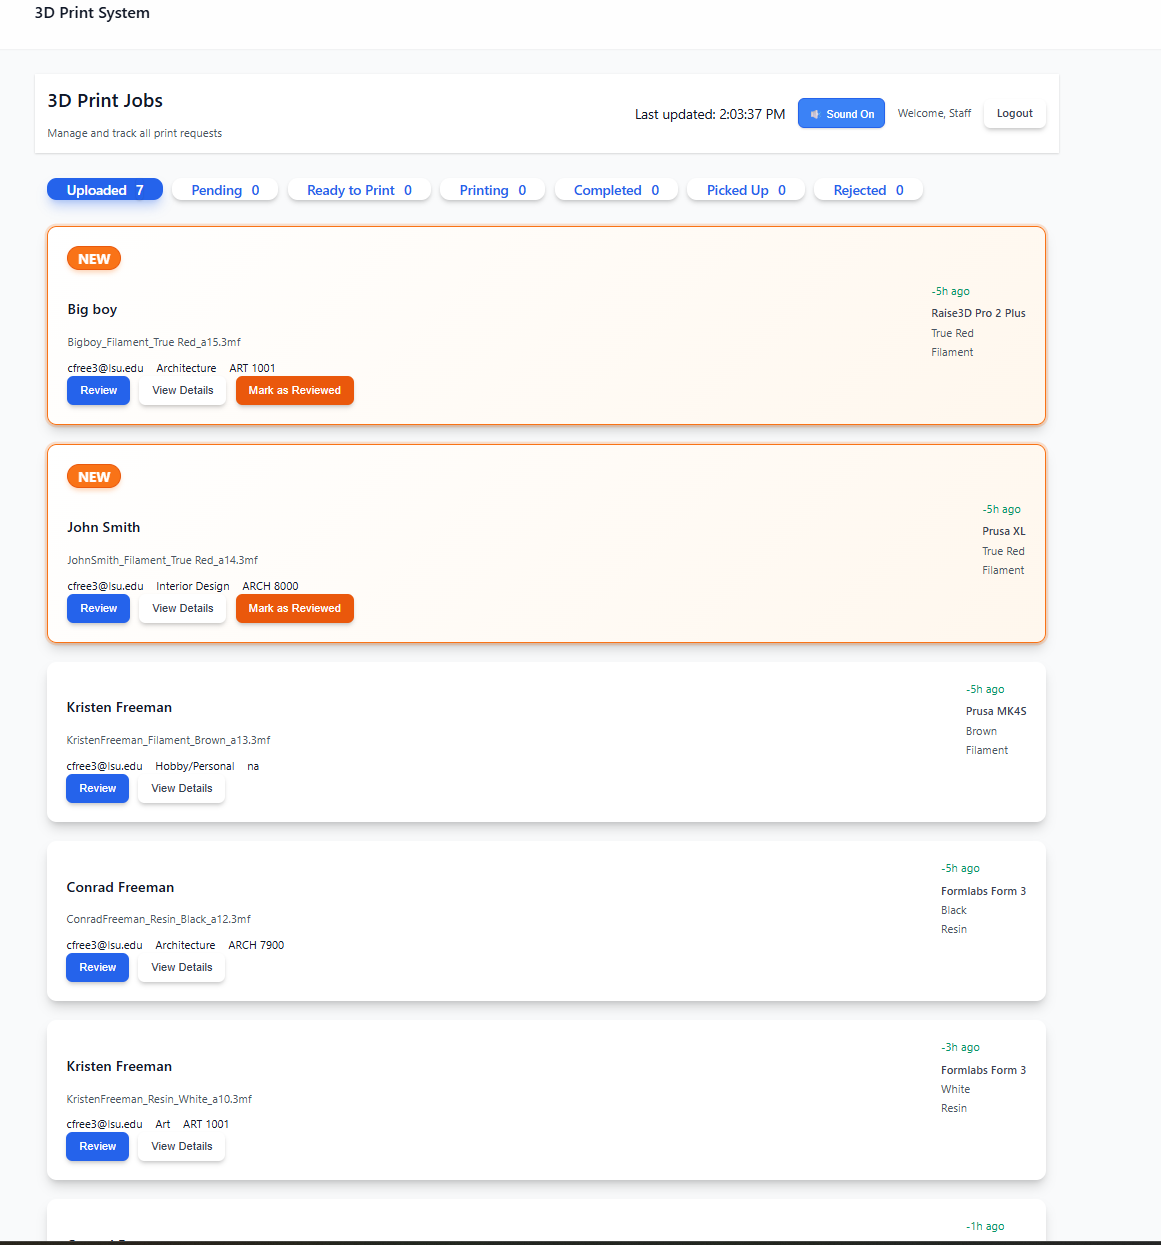 3D Print System
3D Print Jobs
Manage and track all print requests
Last updated: 2:03:37 PM
Sound On
Welcome, Staff
Logout
Uploaded 7
Pending 0
Ready to Print 0
Printing 0
Completed 0
Picked Up 0
Rejected 0
NEW
Big boy
Bigboy_Filament_True Red_a15.3mf
cfree3@lsu.edu Architecture ART 1001
Review
View Details
Mark as Reviewed
-5h ago
Raise3D Pro 2 Plus
True Red
Filament
NEW
John Smith
JohnSmith_Filament_True Red_a14.3mf
cfree3@lsu.edu Interior Design ARCH 8000
Review
View Details
Mark as Reviewed
-5h ago
Prusa XL
True Red
Filament
Kristen Freeman
KristenFreeman_Filament_Brown_a13.3mf
cfree3@lsu.edu Hobby/Personal na
Review
View Details
-5h ago
Prusa MK4S
Brown
Filament
Conrad Freeman
ConradFreeman_Resin_Black_a12.3mf
cfree3@lsu.edu Architecture ARCH 7900
Review
View Details
-5h ago
Formlabs Form 3
Black
Resin
Kristen Freeman
KristenFreeman_Resin_White_a10.3mf
cfree3@lsu.edu Art ART 1001
Review
View Details
-3h ago
Formlabs Form 3
White
Resin
-1h ago